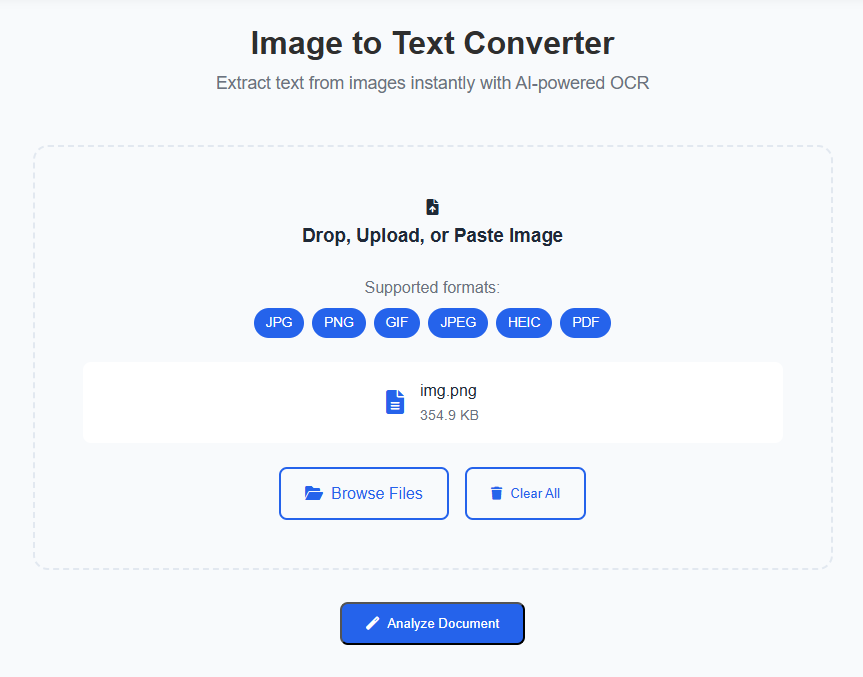 Image to Text Converter
Extract text from images instantly with AI-powered OCR
Drop, Upload, or Paste Image
Supported formats:
JPG PNG GIF JPEG HEIC PDF
img.png
354.9 KB
Browse Files Clear All
Analyze Document